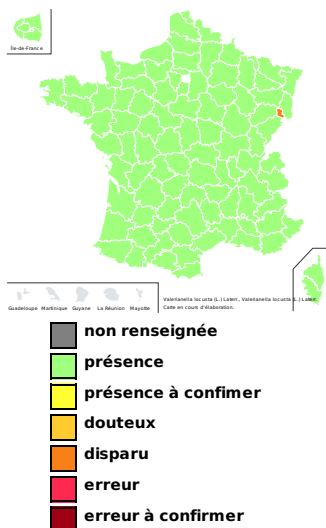 Île-de-France
Guadeloupe Martinique Guyane La Réunion Mayotte
Valerianella locusta (L.) Laterr., Valerianella locusta (L.) Laterr.
Carte en cours d'élaboration.
non renseignée
présence
présence à confimer
douteux
disparu
erreur
erreur à confirmer